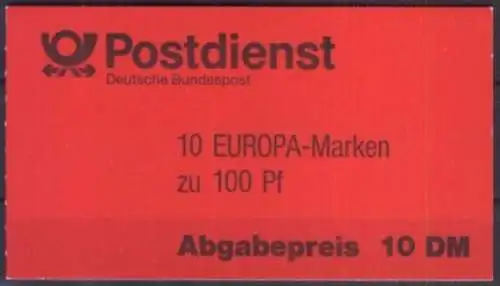 Postdienst
Deutsche Bundespost
10 EUROPA-Marken
zu 100 Pf
Abgabepreis 10 DM